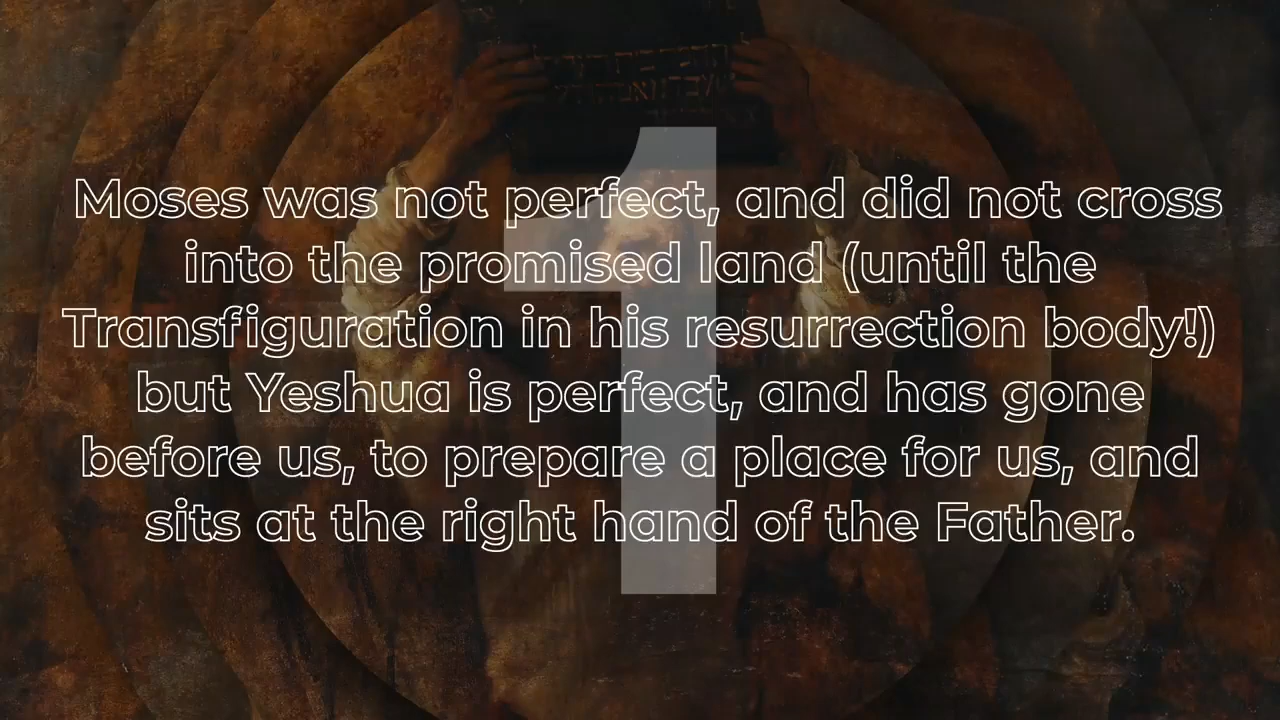 Moses was not perfect, and did not cross
into the promised land (until the
Transfiguration in his resurrection body!)
but Yeshua is perfect, and has gone
before us, to prepare a place for us, and
sits at the right hand of the Father.
1